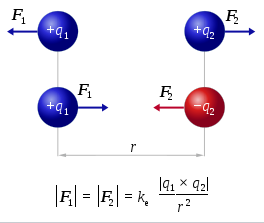 F₁ +q₁ +q₂ F₂
+q₁ F₁ F₂ −q₂
r
|F₁| = |F₂| = kₑ |q₁ × q₂| / r²